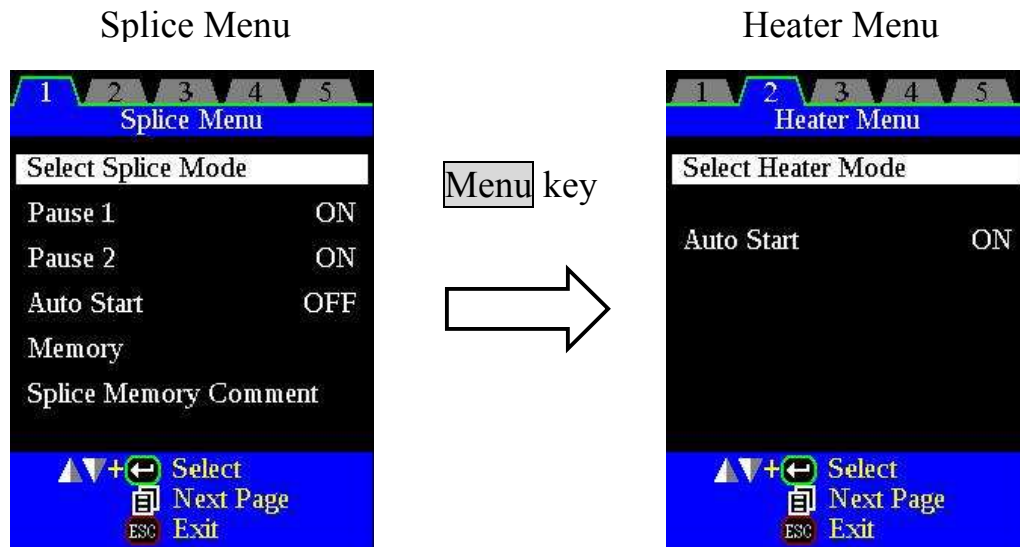 Splice Menu
1 2 3 4 5
Splice Menu
Select Splice Mode
Pause 1 ON
Pause 2 ON
Auto Start OFF
Memory
Splice Memory Comment
+ Select
Next Page
ESC Exit
Menu key
Heater Menu
1 2 3 4 5
Heater Menu
Select Heater Mode
Auto Start ON
+ Select
Next Page
ESC Exit